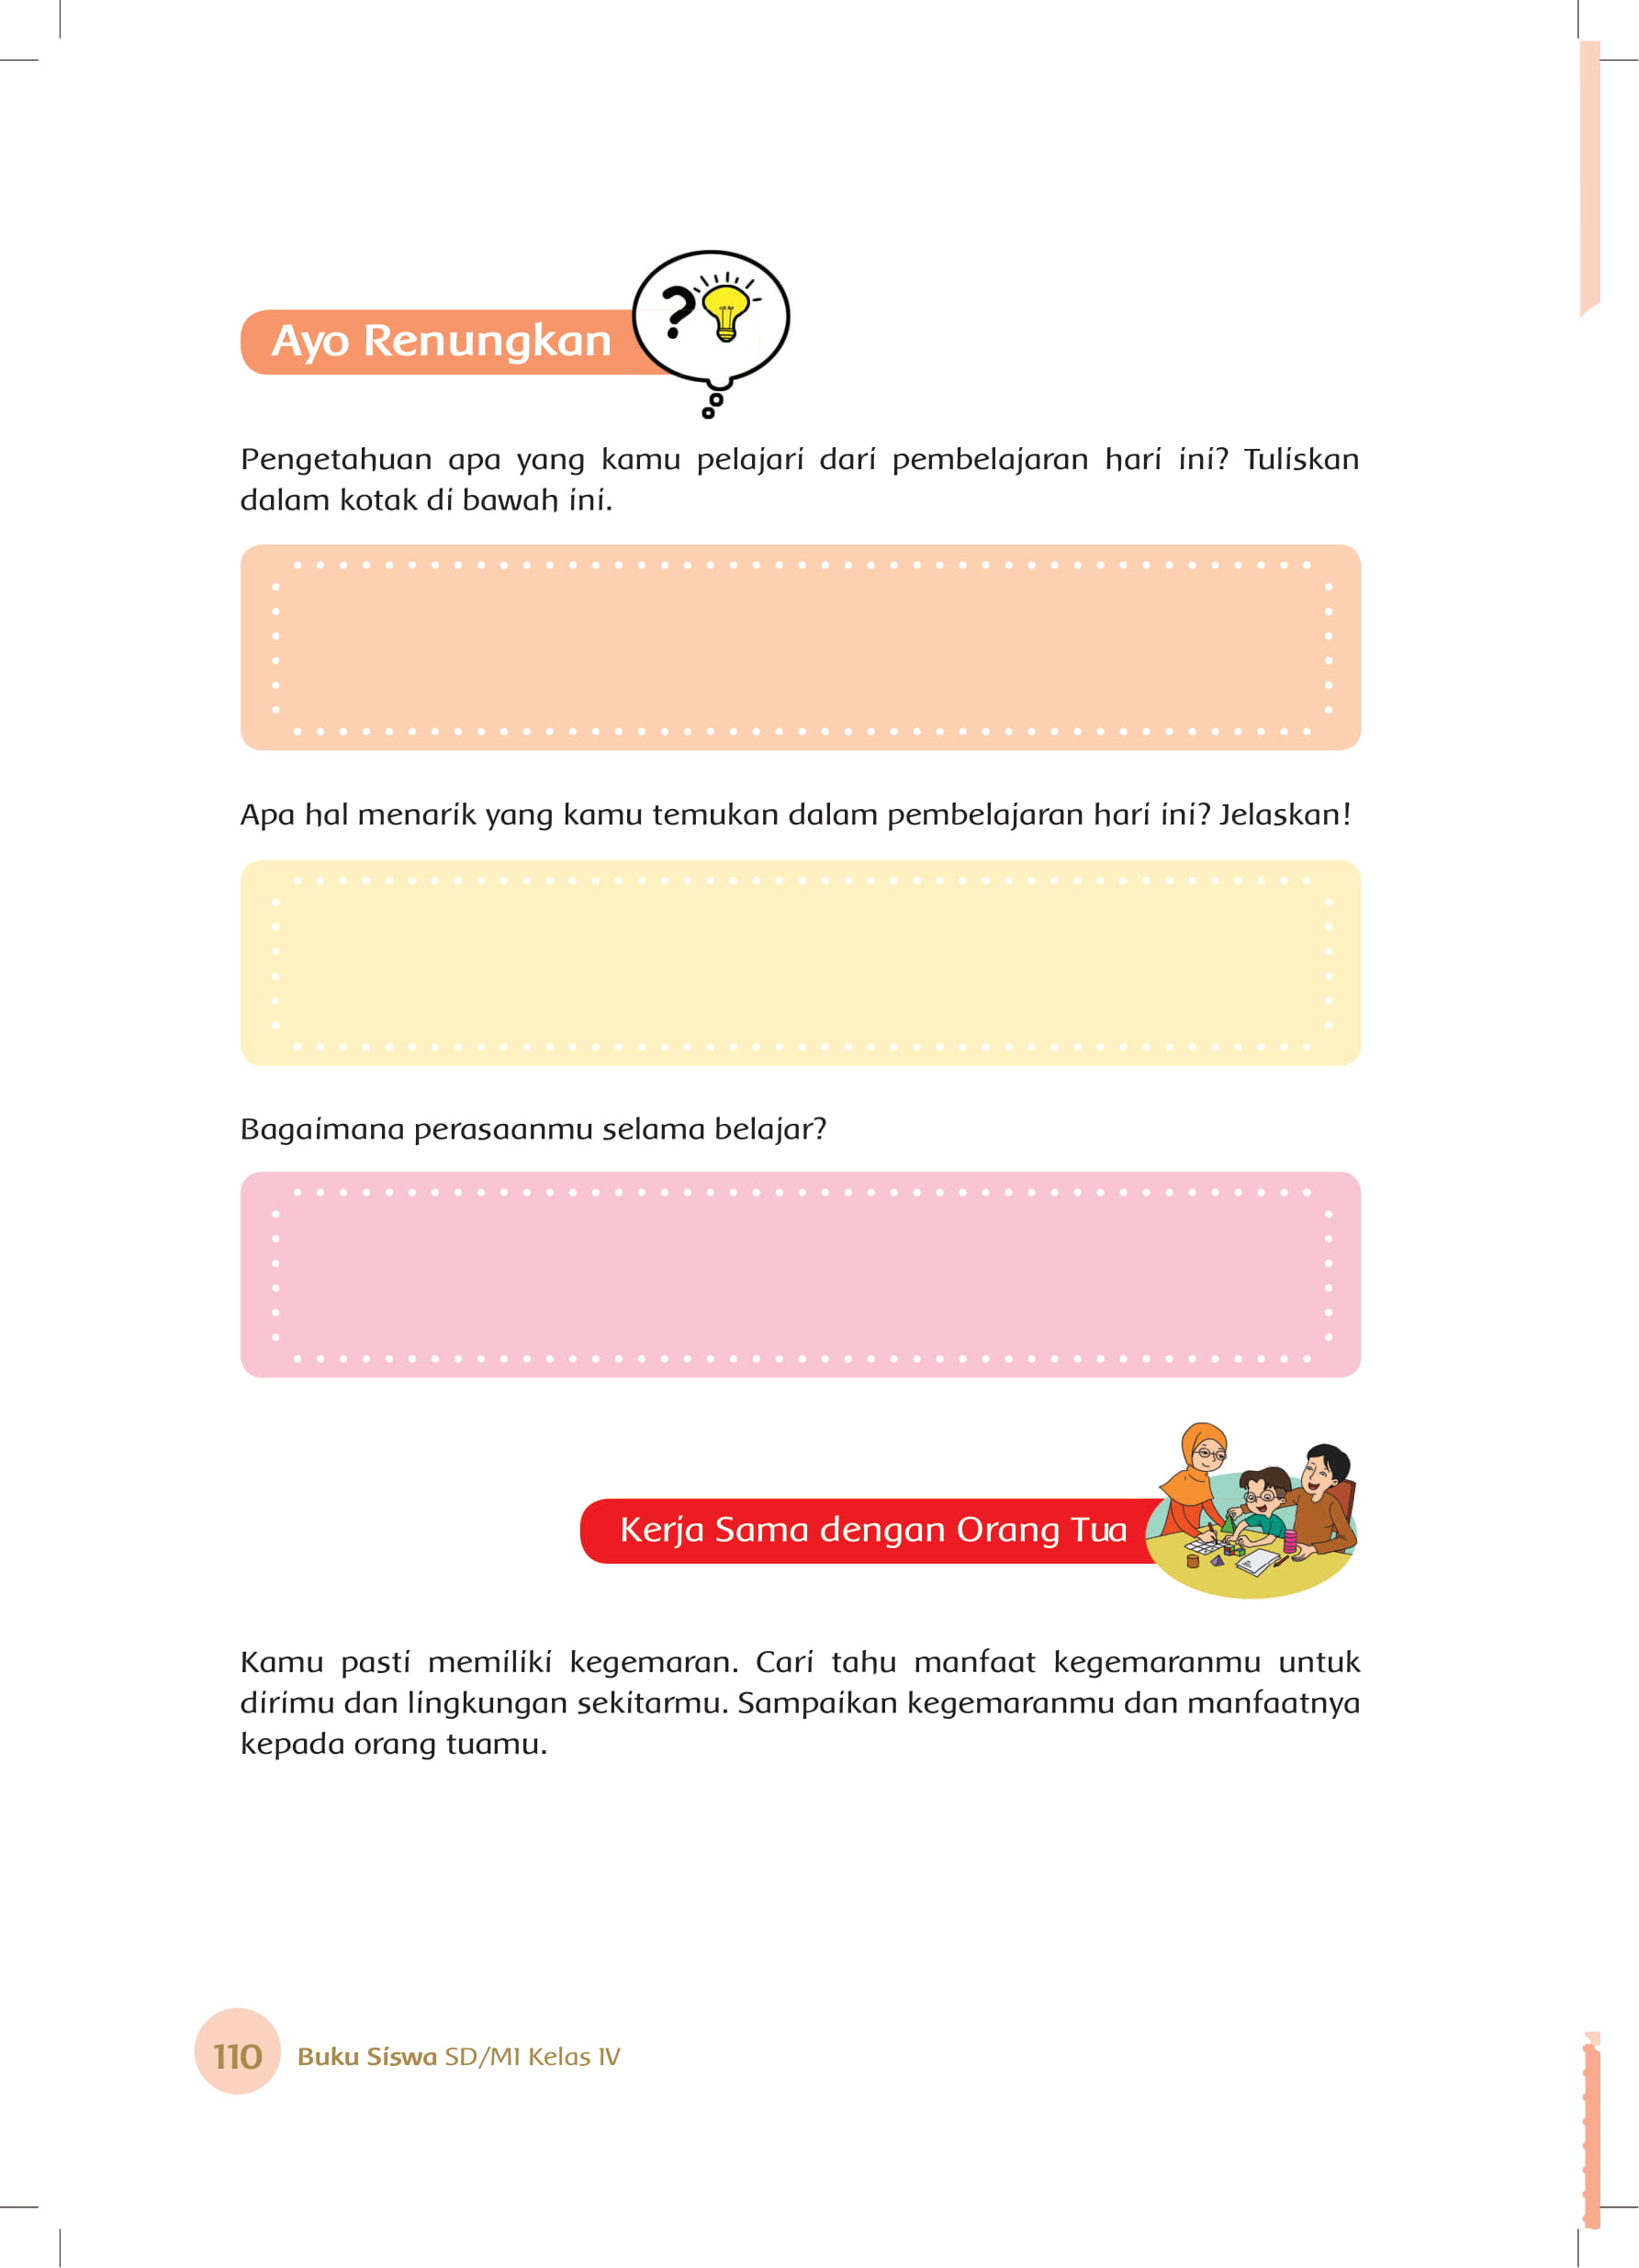 Ayo Renungkan
?
Pengetahuan apa yang kamu pelajari dari pembelajaran hari ini? Tuliskan
dalam kotak di bawah ini.
Apa hal menarik yang kamu temukan dalam pembelajaran hari ini? Jelaskan!
Bagaimana perasaanmu selama belajar?
Kerja Sama dengan Orang Tua
Kamu pasti memiliki kegemaran. Cari tahu manfaat kegemaranmu untuk
dirimu dan lingkungan sekitarmu. Sampaikan kegemaranmu dan manfaatnya
kepada orang tuamu.
110 Buku Siswa SD/MI Kelas IV